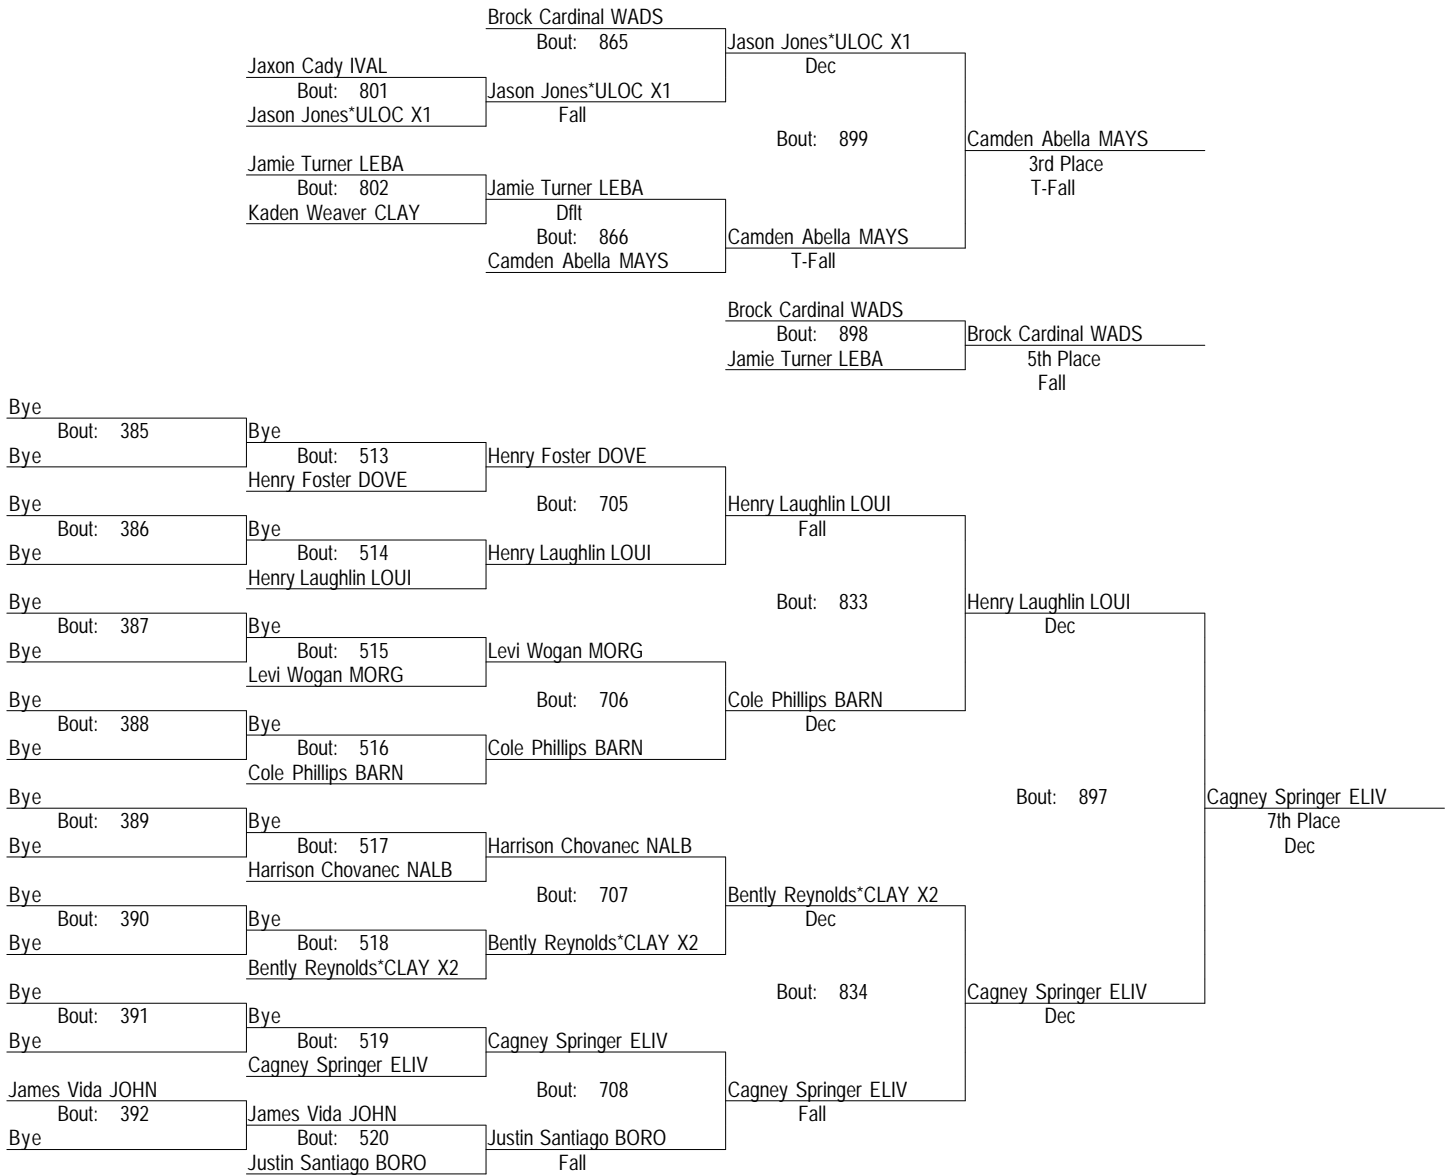 Brock Cardinal WADS
Bout: 865
Jason Jones*ULOC X1
Dec
Jaxon Cady IVAL
Bout: 801
Jason Jones*ULOC X1
Jason Jones*ULOC X1
Fall
Bout: 899
Camden Abella MAYS
3rd Place
T-Fall
Jamie Turner LEBA
Bout: 802
Kaden Weaver CLAY
Jamie Turner LEBA
Dflt
Bout: 866
Camden Abella MAYS
Camden Abella MAYS
T-Fall
Brock Cardinal WADS
Bout: 898
Jamie Turner LEBA
Brock Cardinal WADS
5th Place
Fall
Bye
Bout: 385
Bye
Bye
Bout: 513
Henry Foster DOVE
Henry Foster DOVE
Bye
Bout: 386
Bye
Bye
Bout: 514
Henry Laughlin LOUI
Bout: 705
Henry Laughlin LOUI
Henry Laughlin LOUI
Fall
Bye
Bout: 387
Bye
Bye
Bout: 515
Levi Wogan MORG
Levi Wogan MORG
Bout: 833
Henry Laughlin LOUI
Dec
Bye
Bout: 388
Bye
Bye
Bout: 516
Cole Phillips BARN
Bout: 706
Cole Phillips BARN
Cole Phillips BARN
Dec
Bye
Bout: 389
Bye
Bye
Bout: 517
Harrison Chovanec NALB
Harrison Chovanec NALB
Bout: 897
Cagney Springer ELIV
7th Place
Dec
Bye
Bout: 390
Bye
Bye
Bout: 518
Bently Reynolds*CLAY X2
Bout: 707
Bently Reynolds*CLAY X2
Bently Reynolds*CLAY X2
Dec
Bye
Bout: 391
Bye
Bye
Bout: 519
Cagney Springer ELIV
Cagney Springer ELIV
Bout: 834
Cagney Springer ELIV
Dec
James Vida JOHN
Bout: 392
Bye
James Vida JOHN
Bout: 520
Justin Santiago BORO
Bout: 708
Justin Santiago BORO
Fall
Cagney Springer ELIV
Fall